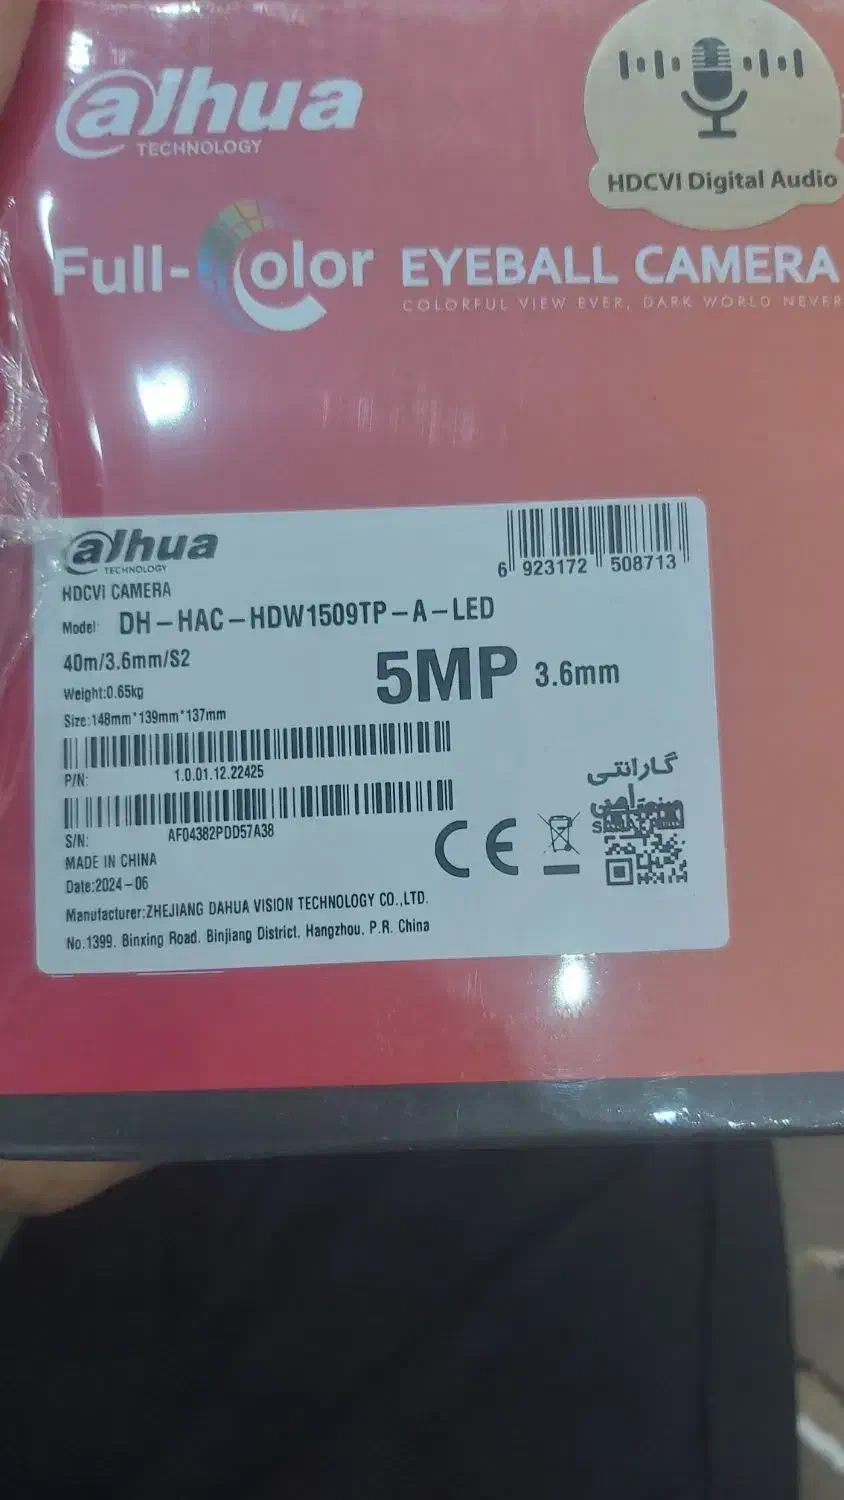 alhua
TECHNOLOGY
HDCVI Digital Audio
Full-Color EYEBALL CAMERA
COLORFUL VIEW EVER, DARK WORLD NEVER
alhua
TECHNOLOGY
6 923172 508713
HDCVI CAMERA
Model: DH-HAC-HDW1509TP-A-LED
40m/3.6mm/S2
5MP 3.6mm
Weight:0.65kg
Size:148mm*139mm*137mm
P/N: 1.0.01.12.22425
S/N: AF04382PDD57A38
گارانتی
CE
MADE IN CHINA
Date:2024-06
Manufacturer:ZHEJIANG DAHUA VISION TECHNOLOGY CO.,LTD.
No.1399. Binxing Road. Binjiang District. Hangzhou. P.R. China